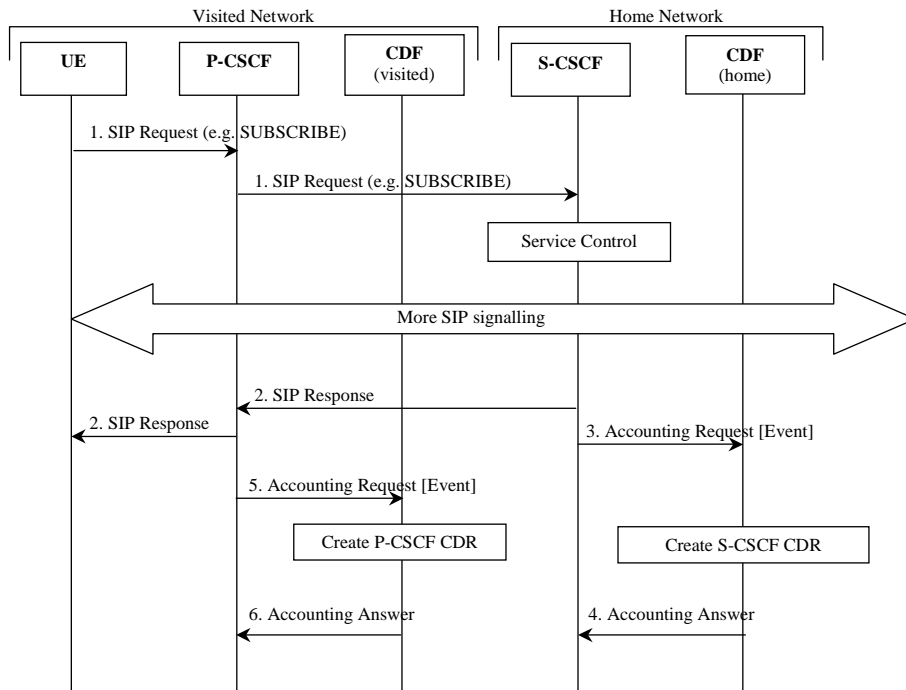 Visited Network
Home Network
UE
P-CSCF
CDF
(visited)
S-CSCF
CDF
(home)
1. SIP Request (e.g. SUBSCRIBE)
1. SIP Request (e.g. SUBSCRIBE)
Service Control
More SIP signalling
2. SIP Response
2. SIP Response
3. Accounting Request [Event]
5. Accounting Request [Event]
Create P-CSCF CDR
Create S-CSCF CDR
6. Accounting Answer
4. Accounting Answer